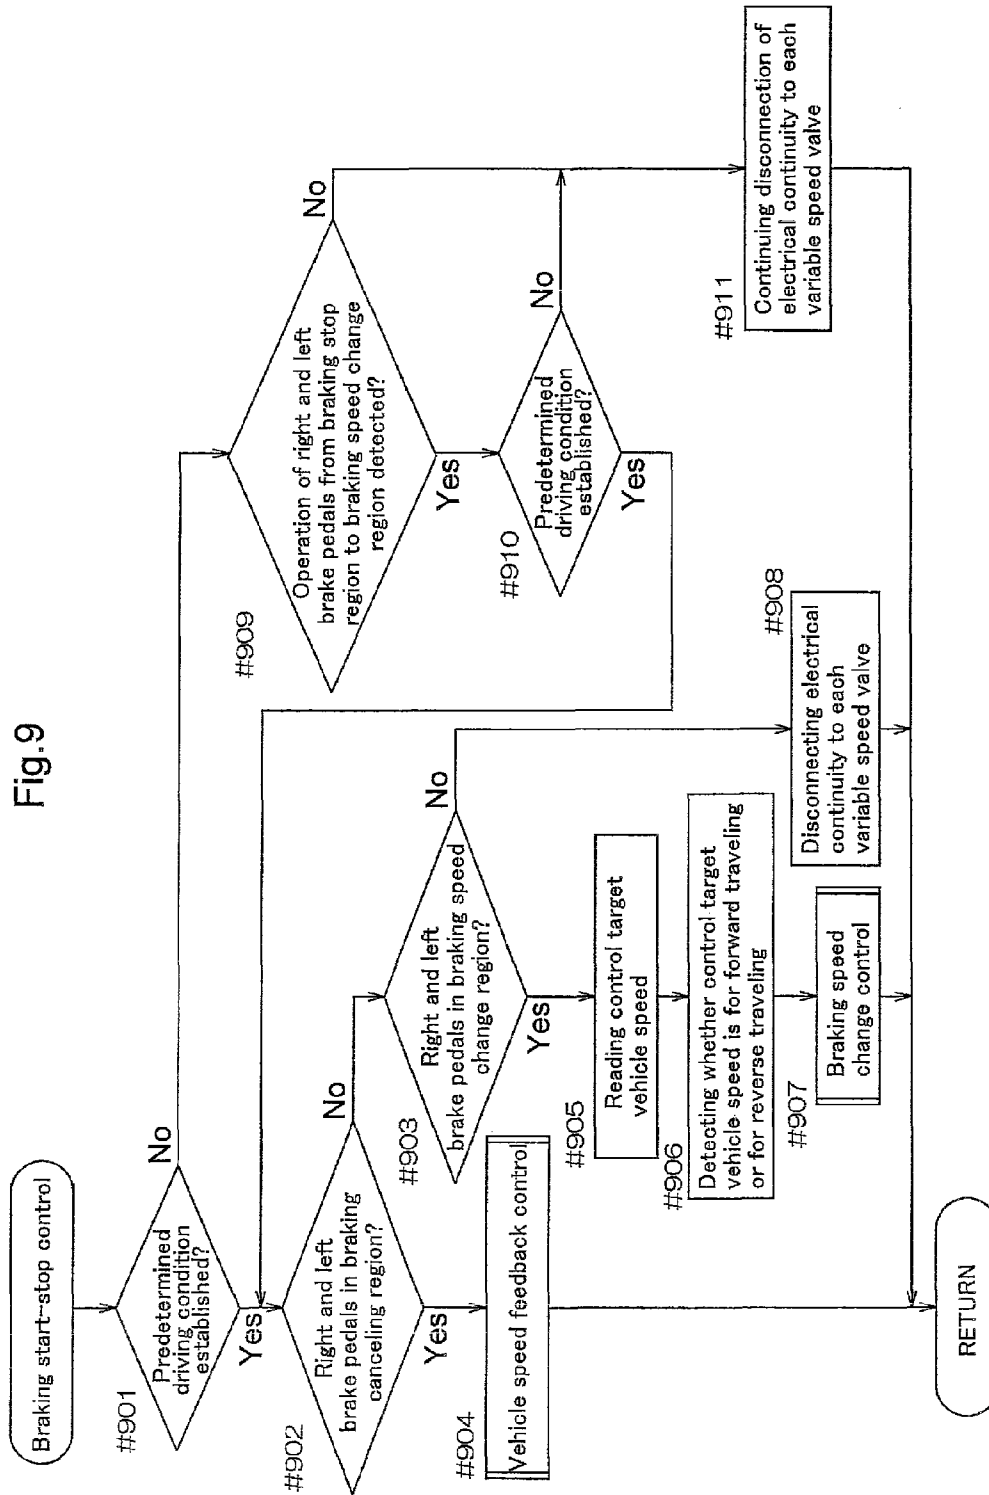 Fig.9
Braking start-stop control
#901
Predetermined
driving condition
established?
No
Yes
#902
Right and left
brake pedals in braking
canceling region?
No
Yes
#903
Right and left
brake pedals in braking speed
change region?
No
Yes
#904
Vehicle speed feedback control
#905
Reading control target
vehicle speed
#906
Detecting whether control target
vehicle speed is for forward traveling
or for reverse traveling
#907
Braking speed
change control
#908
Disconnecting electrical
continuity to each
variable speed valve
#909
Operation of right and left
brake pedals from braking stop
region to braking speed change
region detected?
No
Yes
#910
Predetermined
driving condition
established?
No
Yes
#911
Continuing disconnection of
electrical continuity to each
variable speed valve
RETURN